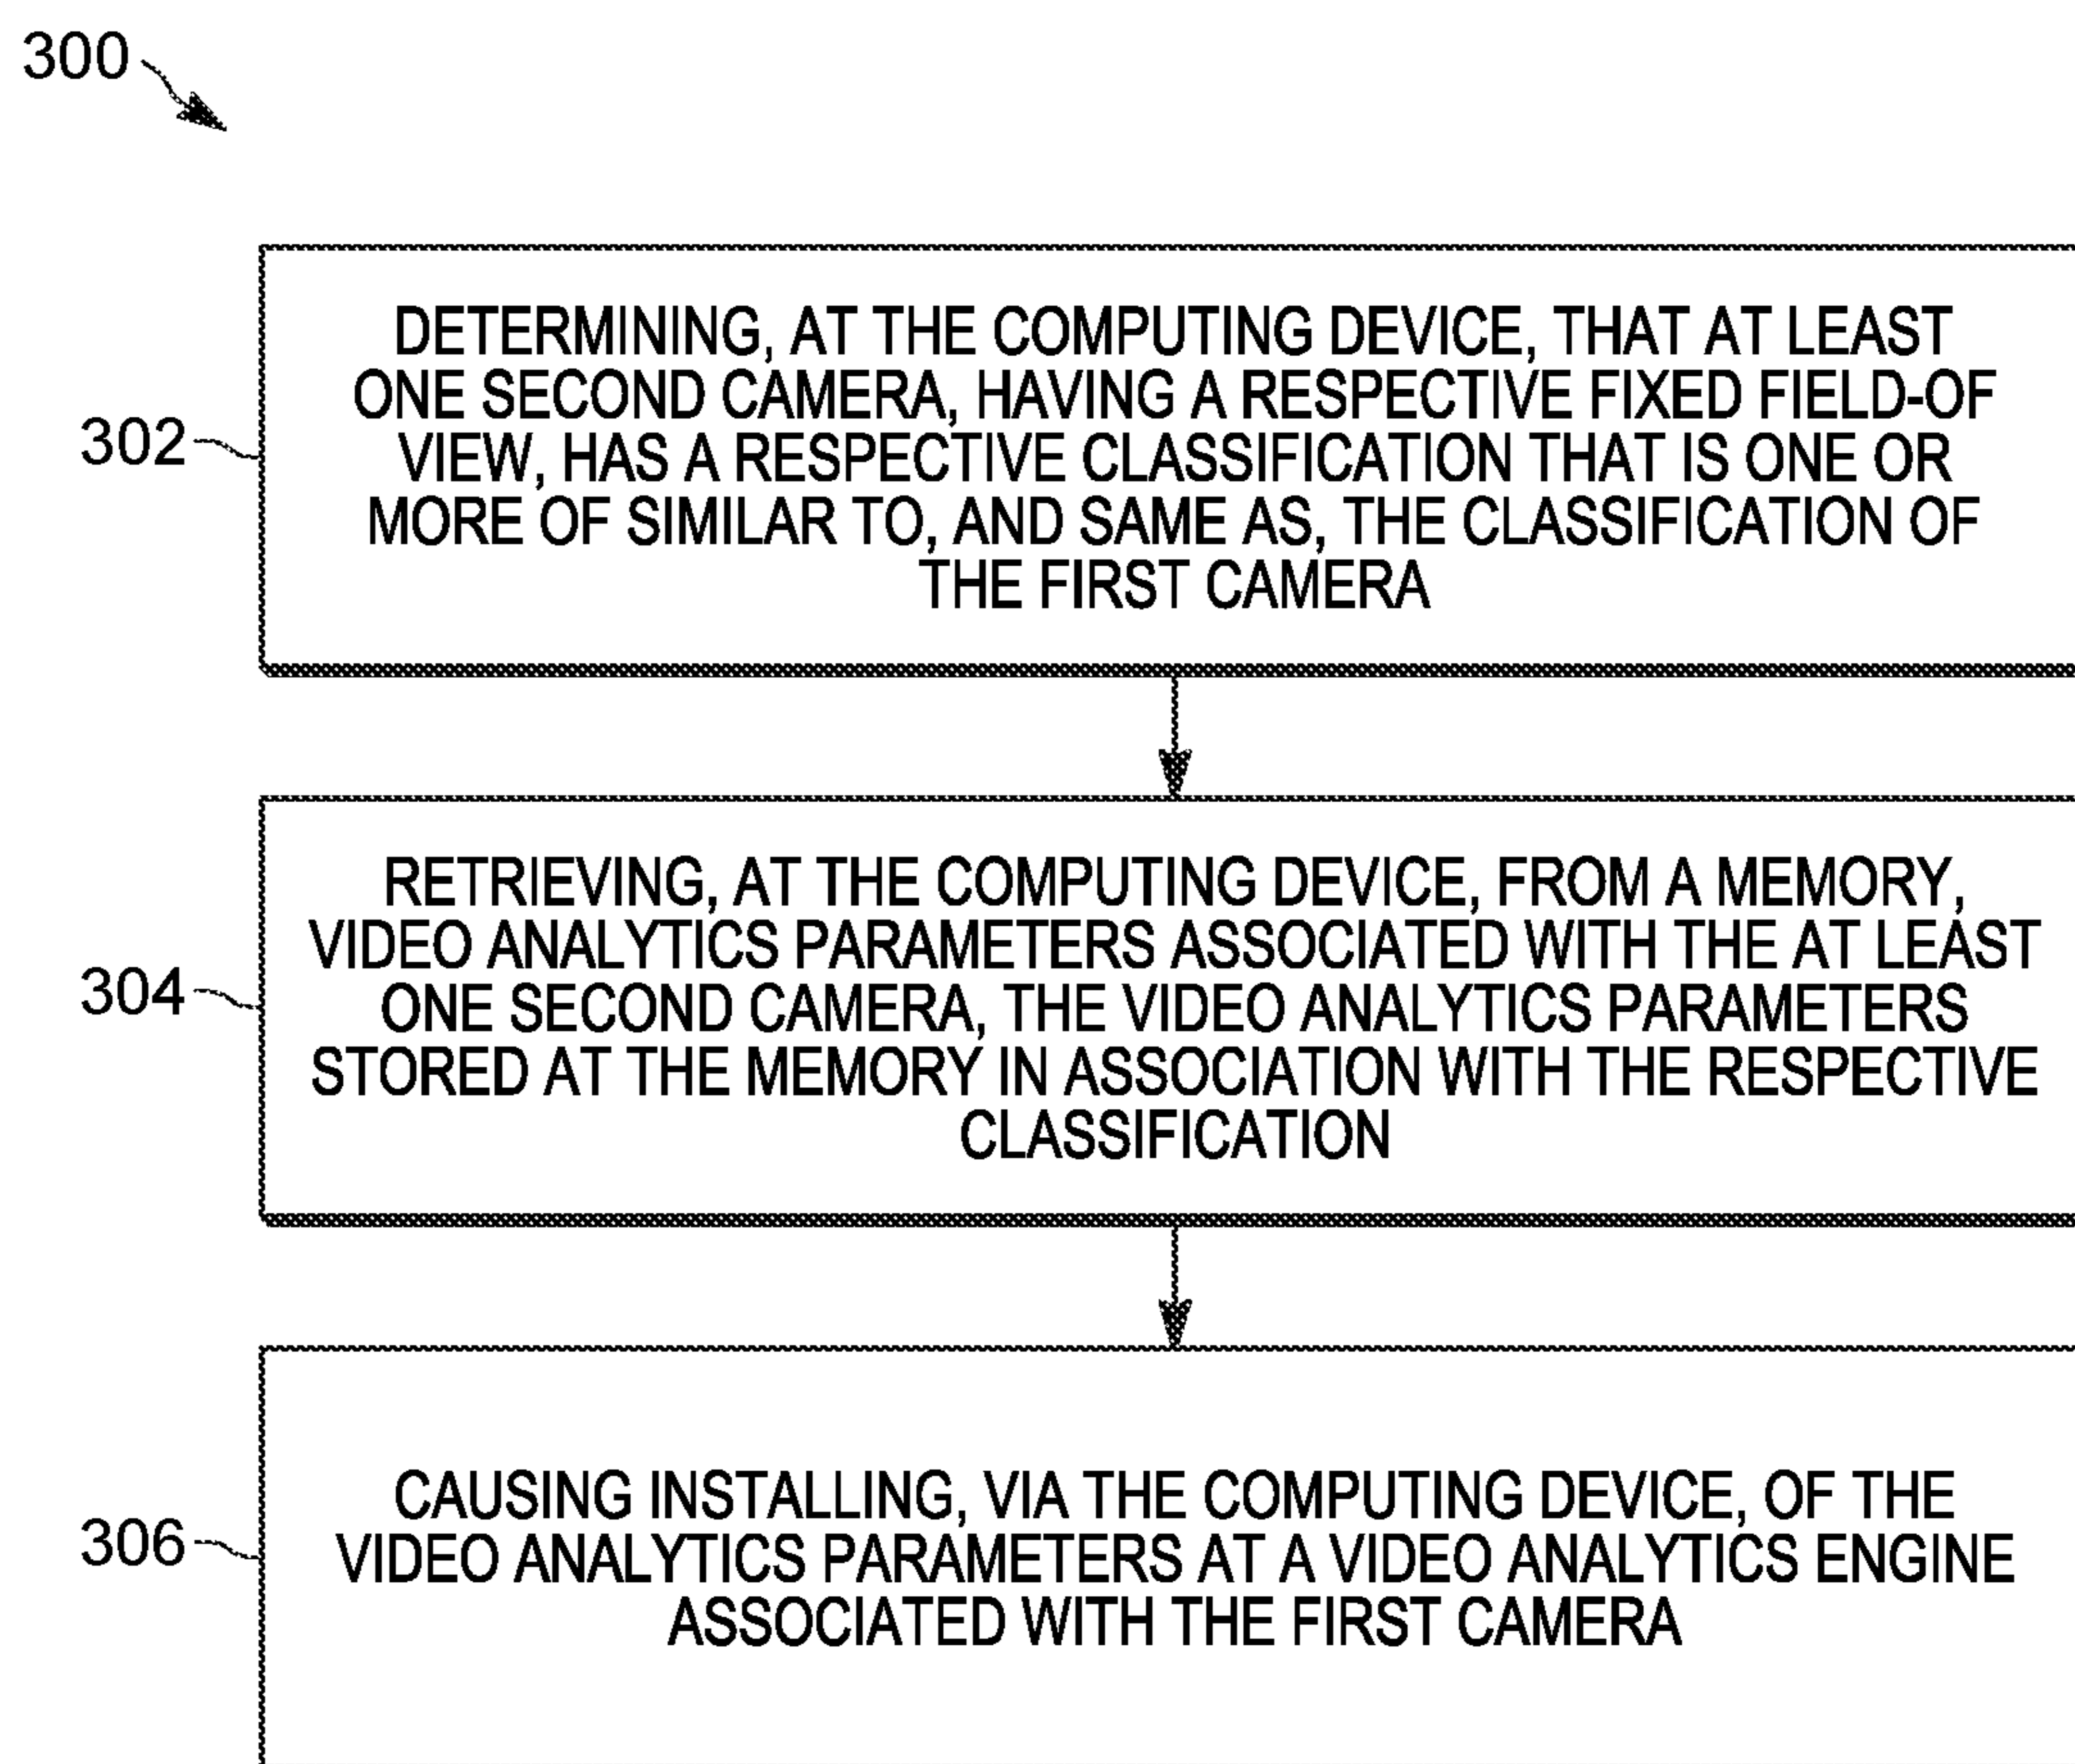 300
DETERMINING, AT THE COMPUTING DEVICE, THAT AT LEAST
ONE SECOND CAMERA, HAVING A RESPECTIVE FIXED FIELD-OF
302
VIEW, HAS A RESPECTIVE CLASSIFICATION THAT IS ONE OR
MORE OF SIMILAR TO, AND SAME AS, THE CLASSIFICATION OF
THE FIRST CAMERA
RETRIEVING, AT THE COMPUTING DEVICE, FROM A MEMORY,
VIDEO ANALYTICS PARAMETERS ASSOCIATED WITH THE AT LEAST
304
ONE SECOND CAMERA, THE VIDEO ANALYTICS PARAMETERS
STORED AT THE MEMORY IN ASSOCIATION WITH THE RESPECTIVE
CLASSIFICATION
CAUSING INSTALLING, VIA THE COMPUTING DEVICE, OF THE
306
VIDEO ANALYTICS PARAMETERS AT A VIDEO ANALYTICS ENGINE
ASSOCIATED WITH THE FIRST CAMERA